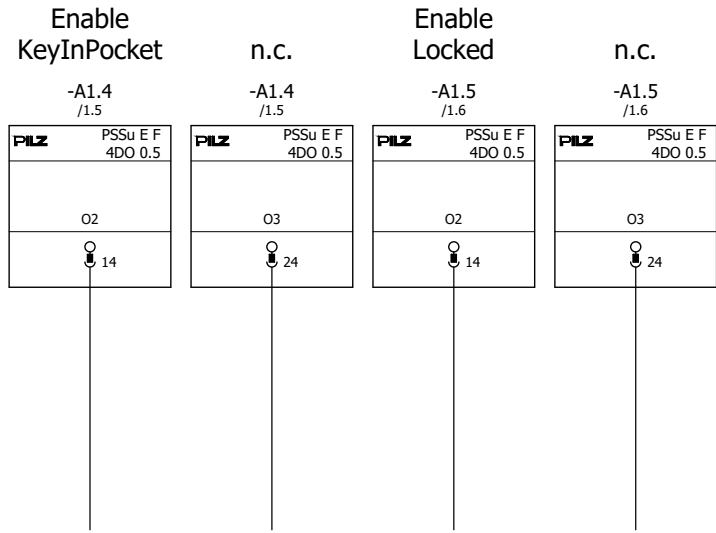 Enable
KeyInPocket
n.c.
Enable
Locked
n.c.
-A1.4
/1.5
-A1.4
/1.5
-A1.5
/1.6
-A1.5
/1.6
PILZ PSSu E F
4DO 0.5
PILZ PSSu E F
4DO 0.5
PILZ PSSu E F
4DO 0.5
PILZ PSSu E F
4DO 0.5
O2
O3
O2
O3
14
24
14
24